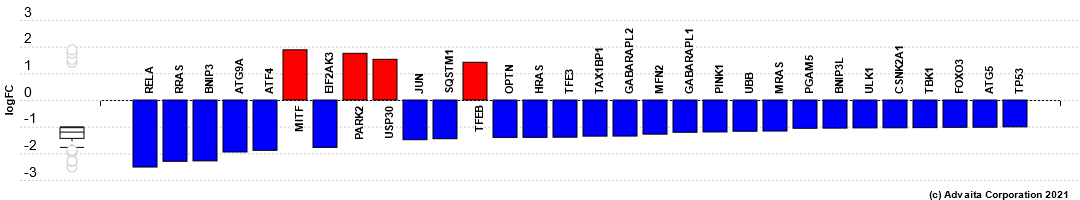 3
2
1
0
-1
-2
-3
logFC
RELA
RRAS
BNIP3
ATG9A
ATF4
MITF
EIF2AK3
PARK2
USP30
JUN
SQSTM1
TFEB
OPTN
HRAS
TFE3
TAX1BP1
GABARAPL2
MFN2
GABARAPL1
PINK1
UBB
MRAS
PGAM5
BNIP3L
ULK1
CSNK2A1
TBK1
FOXO3
ATG5
TP53
(c) Advaita Corporation 2021